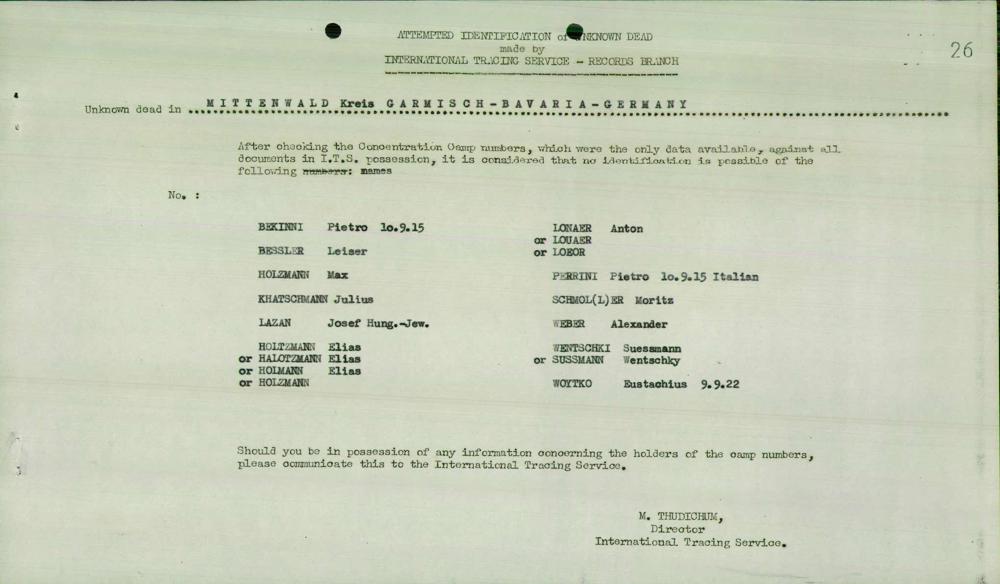 ATTEMPTED IDENTIFICATION of UNKNOWN DEAD
made by
INTERNATIONAL TRACING SERVICE - RECORDS BRANCH
26
Unknown dead in MITTENWALD Kreis GARMISCH-BAVARIA-GERMANY
After checking the Concentration Camp numbers, which were the only data available, against all
documents in I.T.S. possession, it is considered that no identification is possible of the
following numbers: names
No. :
BEKINNI Pietro 10.9.15
BESSLER Leiser
HOLZMANN Max
KHATSCHMANN Julius
LAZAN Josef Hung.-Jew.
HOLTZMANN Elias
or HALOTZMANN Elias
or HOLMANN Elias
or HOLZMANN
LONAER Anton
or LOUAER
or LOEOR
PERRINI Pietro 10.9.15 Italian
SCHMOL(L)ER Moritz
WEBER Alexander
WENTSCHKI Suessmann
or SUSSMANN Wentschky
WOYTKO Eustachius 9.9.22
Should you be in possession of any information concerning the holders of the camp numbers,
please communicate this to the International Tracing Service.
M. THUDICHUM,
Director
International Tracing Service.